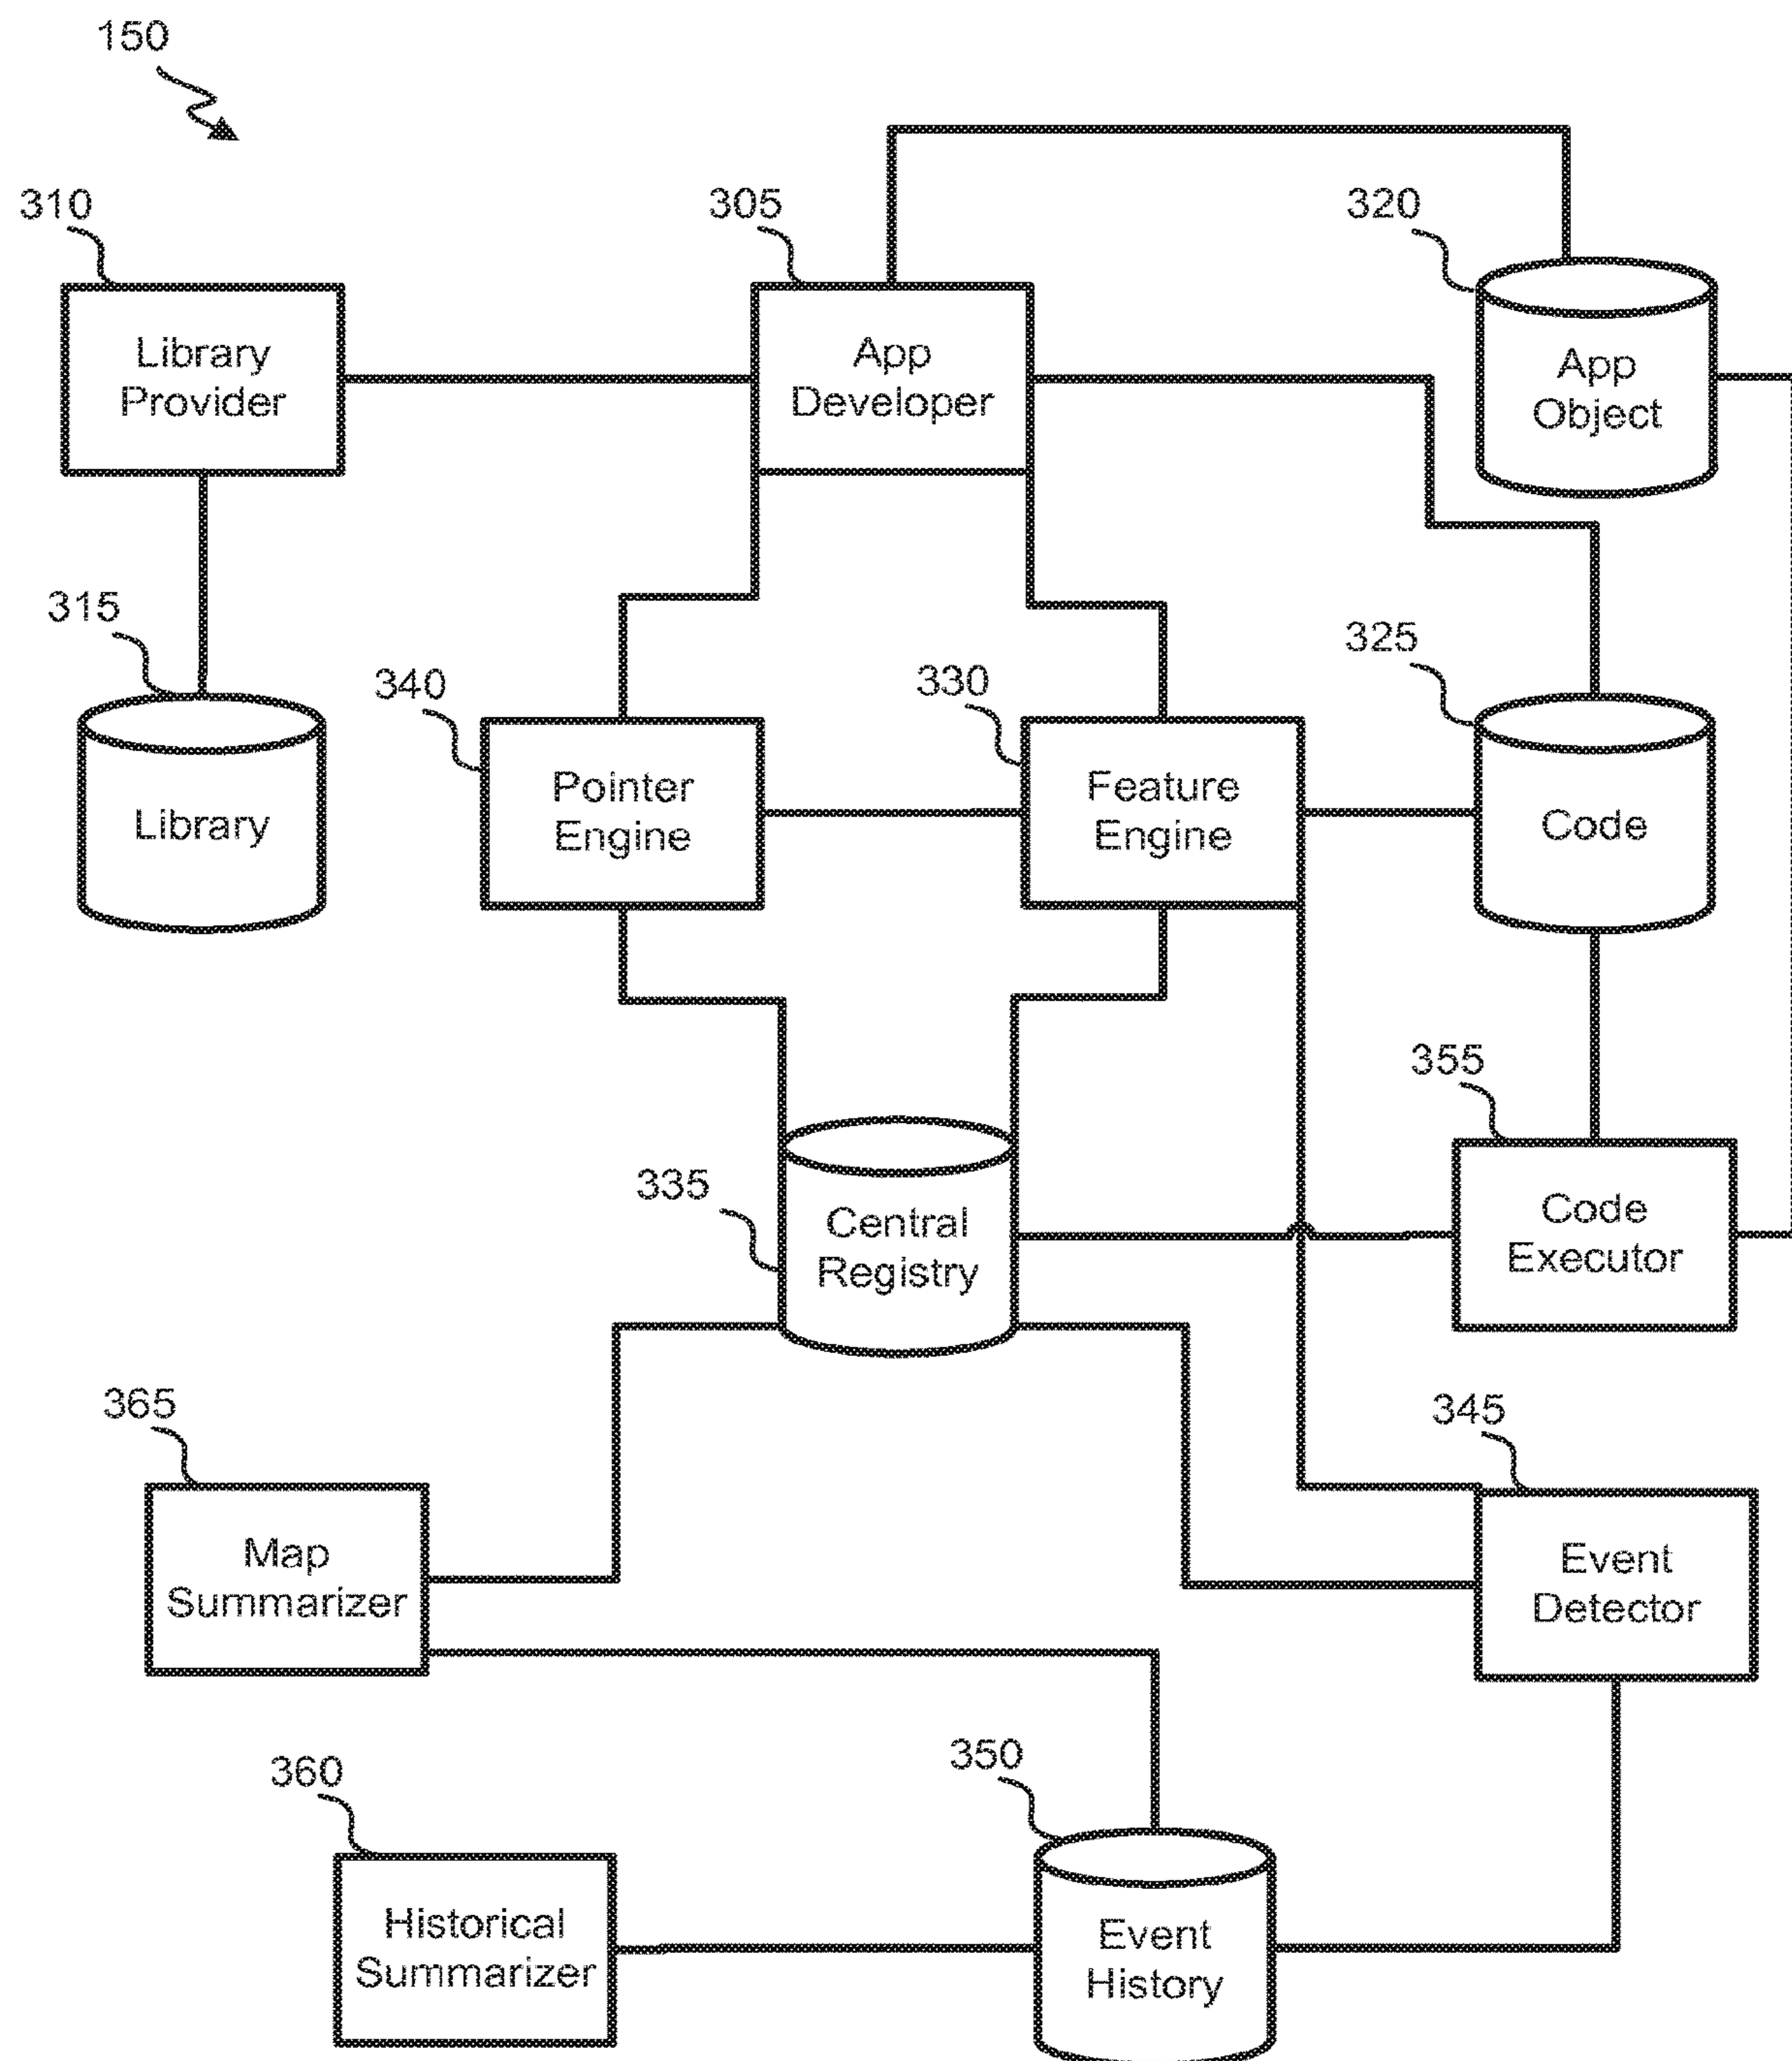 150
310
305
320
Library
Provider
App
Developer
App
Object
315
340
330
325
Library
Pointer
Engine
Feature
Engine
Code
355
335
Central
Registry
Code
Executor
365
345
Map
Summarizer
Event
Detector
360
350
Historical
Summarizer
Event
History